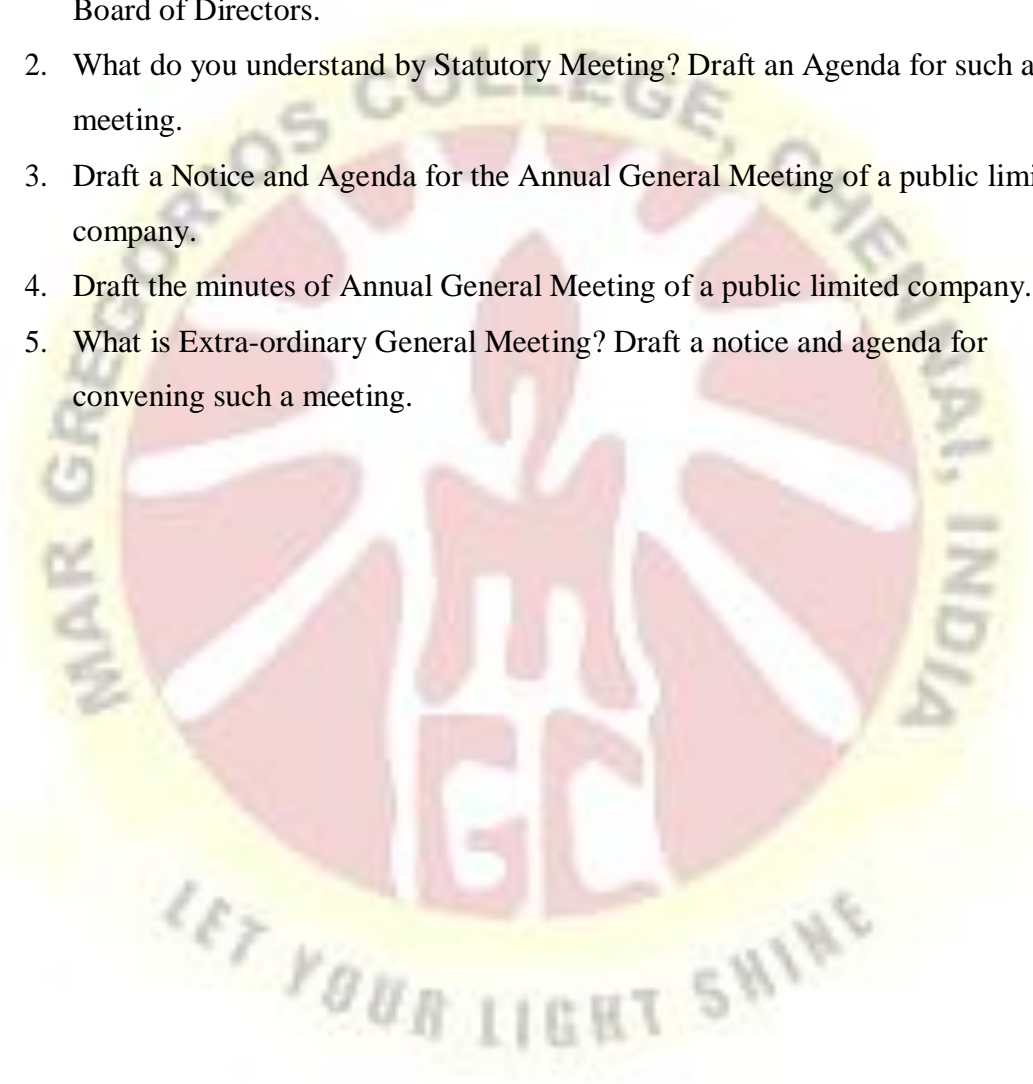 Board of Directors.
2. What do you understand by Statutory Meeting? Draft an Agenda for such a
meeting.
3. Draft a Notice and Agenda for the Annual General Meeting of a public limi
company.
4. Draft the minutes of Annual General Meeting of a public limited company.
5. What is Extra-ordinary General Meeting? Draft a notice and agenda for
convening such a meeting.
MAR GREGORIOS COLLEGE, CHENNAI, INDIA
MGC
LET YOUR LIGHT SHINE